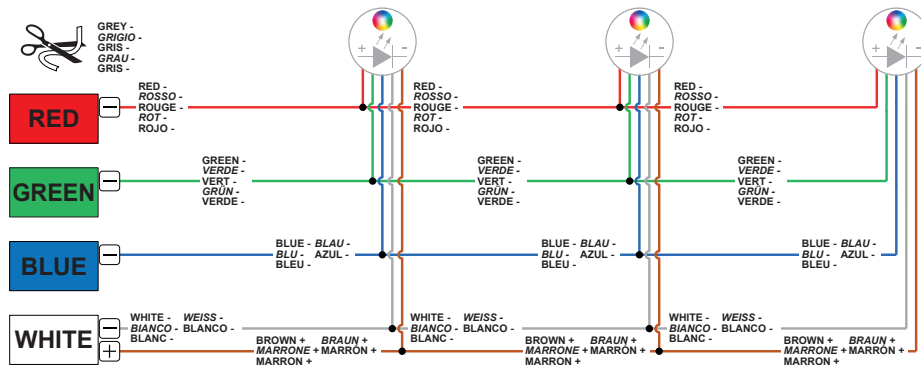 GREY -
GRIGIO -
GRIS -
GRAU -
GRIS -
+ -
+ -
+ -
RED
-
RED -
ROSSO -
ROUGE -
ROT -
ROJO -
RED -
ROSSO -
ROUGE -
ROT -
ROJO -
RED -
ROSSO -
ROUGE -
ROT -
ROJO -
GREEN
-
GREEN -
VERDE -
VERT -
GRÜN -
VERDE -
GREEN -
VERDE -
VERT -
GRÜN -
VERDE -
GREEN -
VERDE -
VERT -
GRÜN -
VERDE -
BLUE
-
BLUE - BLAU -
BLU - AZUL -
BLEU -
BLUE - BLAU -
BLU - AZUL -
BLEU -
BLUE - BLAU -
BLU - AZUL -
BLEU -
WHITE
-
+
WHITE - WEISS -
BIANCO - BLANCO -
BLANC -
WHITE - WEISS -
BIANCO - BLANCO -
BLANC -
WHITE - WEISS -
BIANCO - BLANCO -
BLANC -
BROWN + BRAUN +
MARRONE + MARRÓN +
MARRON +
BROWN + BRAUN +
MARRONE + MARRÓN +
MARRON +
BROWN + BRAUN +
MARRONE + MARRÓN +
MARRON +